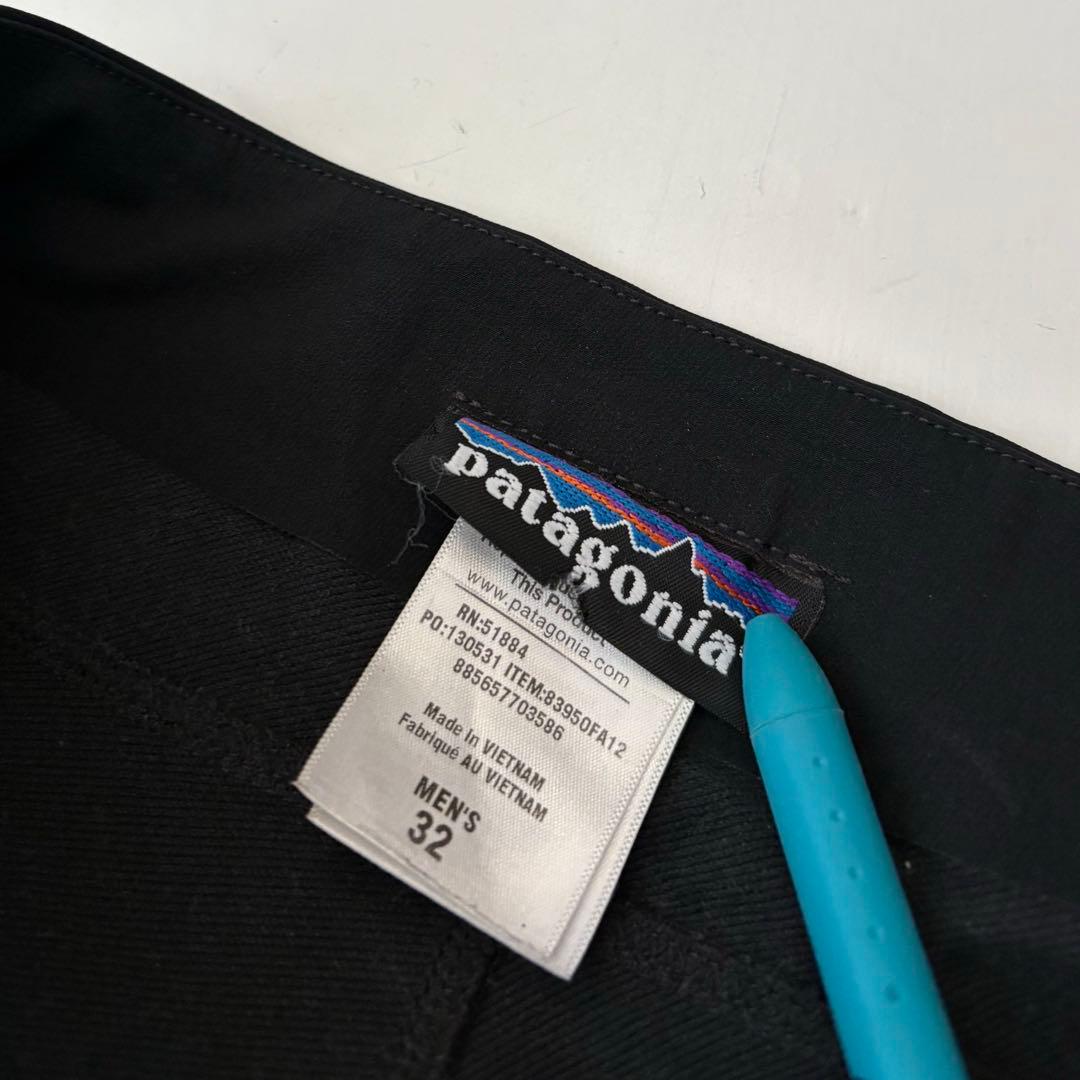 patagonia
This Product
www.patagonia.com
RN:51884
PO:130531 ITEM:83950FA12
885657703586
Made in VIETNAM
Fabriqué AU VIETNAM
MEN'S
32